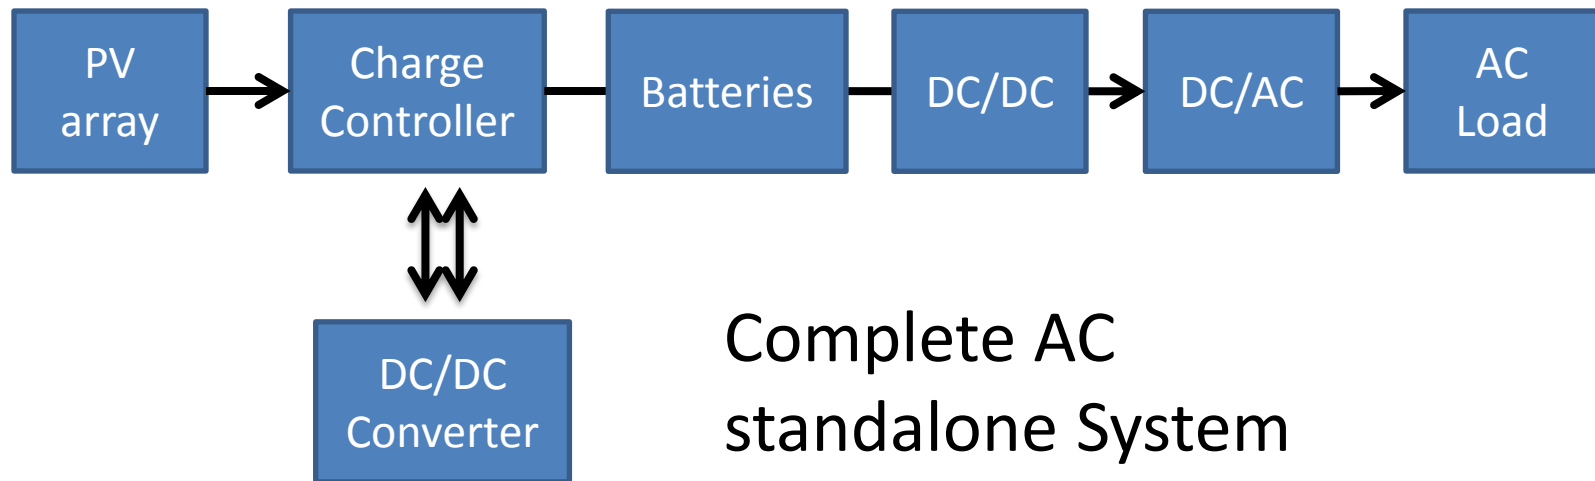 PV
array
Charge
Controller
Batteries
DC/DC
DC/AC
AC
Load
DC/DC
Converter
Complete AC
standalone System